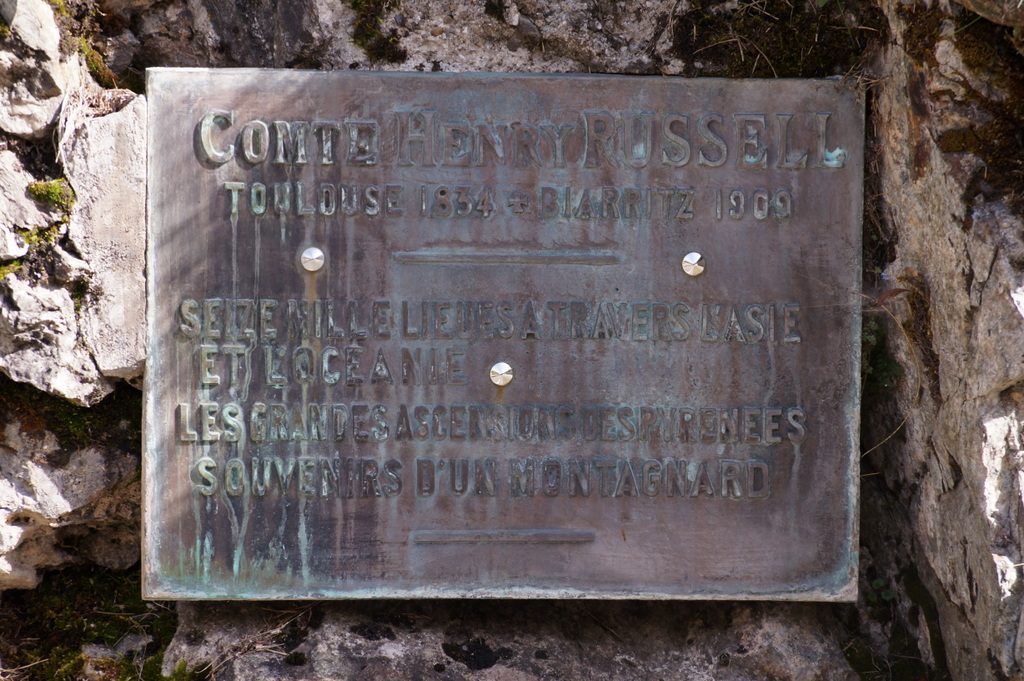 COMTE HENRY RUSSELL
TOULOUSE 1834 + BIARRITZ 1909
SEIZE MILLE LIEUES A TRAVERS L'ASIE
ET L'OCÉANIE
LES GRANDES ASCENSIONS DES PYRENEES
SOUVENIRS D'UN MONTAGNARD